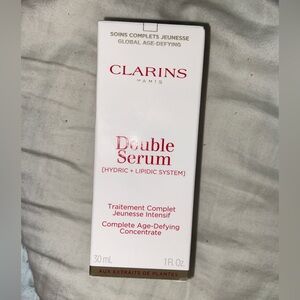 SOINS COMPLETS JEUNESSE
GLOBAL AGE-DEFYING
CLARINS
PARIS
Double
Serum
[HYDRIC + LIPIDIC SYSTEM]
Traitement Complet
Jeunesse Intensif
Complete Age-Defying
Concentrate
30 mL 1 Fl. Oz.
AUX EXTRAITS DE PLANTES